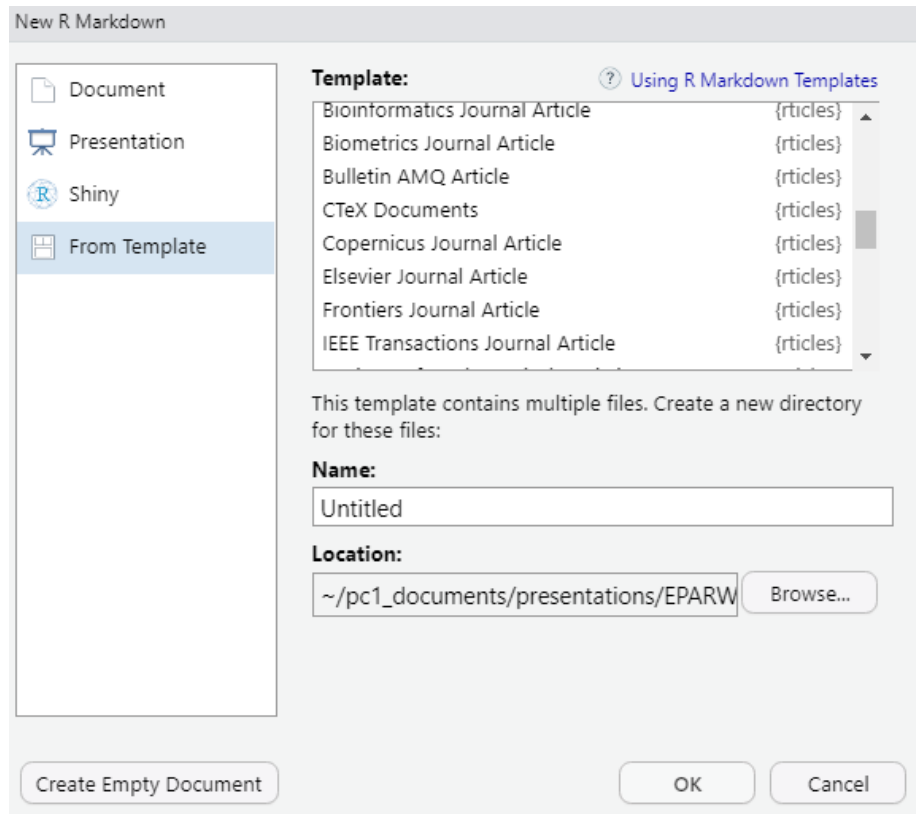 New R Markdown
Document
Presentation
Shiny
From Template
Template:
Using R Markdown Templates
Bioinformatics Journal Article {rticles}
Biometrics Journal Article {rticles}
Bulletin AMQ Article {rticles}
CTeX Documents {rticles}
Copernicus Journal Article {rticles}
Elsevier Journal Article {rticles}
Frontiers Journal Article {rticles}
IEEE Transactions Journal Article {rticles}
This template contains multiple files. Create a new directory
for these files:
Name:
Untitled
Location:
~/pc1_documents/presentations/EPARW
Browse...
Create Empty Document
OK
Cancel